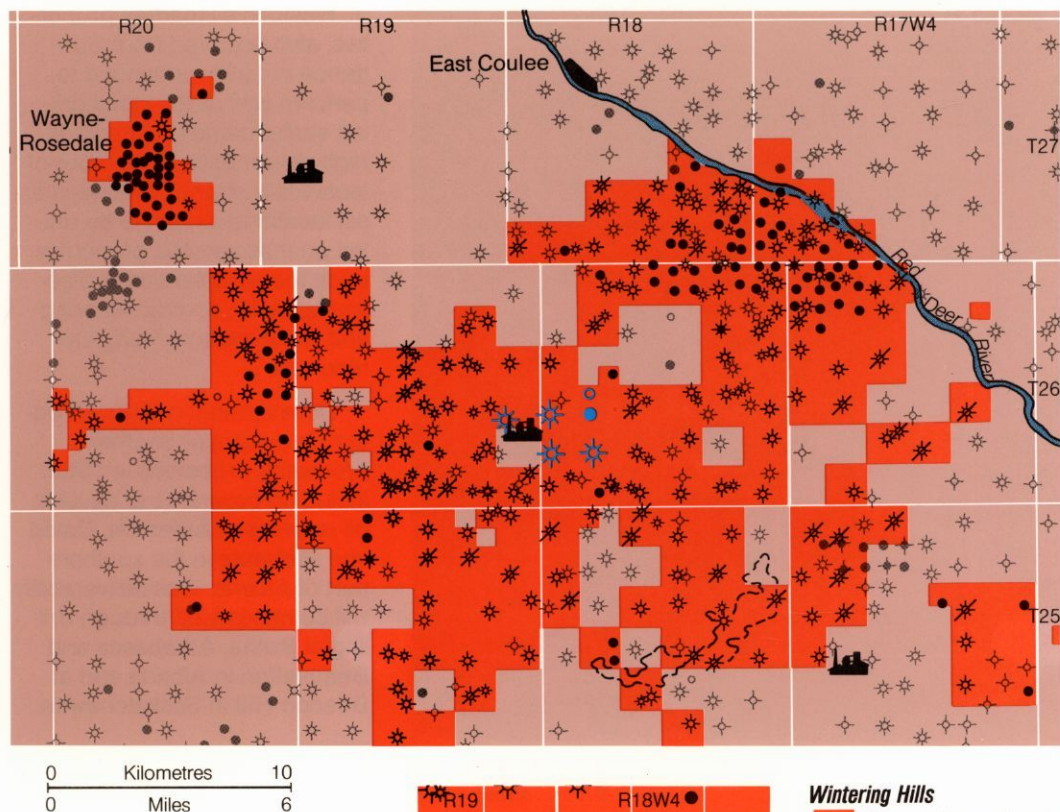 R20
R19
R18
R17W4
East Coulee
Wayne-
Rosedale
T27
Red
Deer
River
T26
T25
0 Kilometres 10
0 Miles 6
R19
R18W4
Wintering Hills